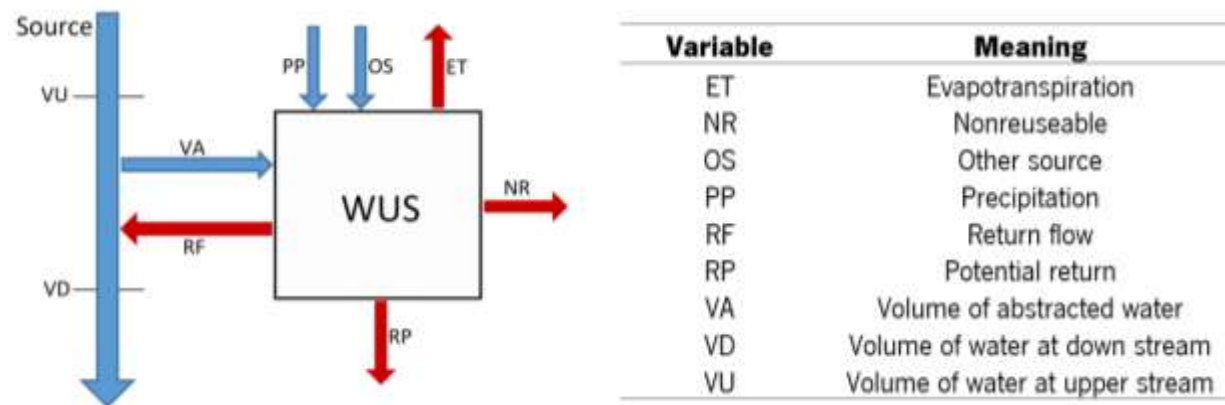 Source
VU
PP
OS
ET
VA
WUS
NR
RF
VD
RP
Variable Meaning
ET Evapotranspiration
NR Nonreuseable
OS Other source
PP Precipitation
RF Return flow
RP Potential return
VA Volume of abstracted water
VD Volume of water at down stream
VU Volume of water at upper stream